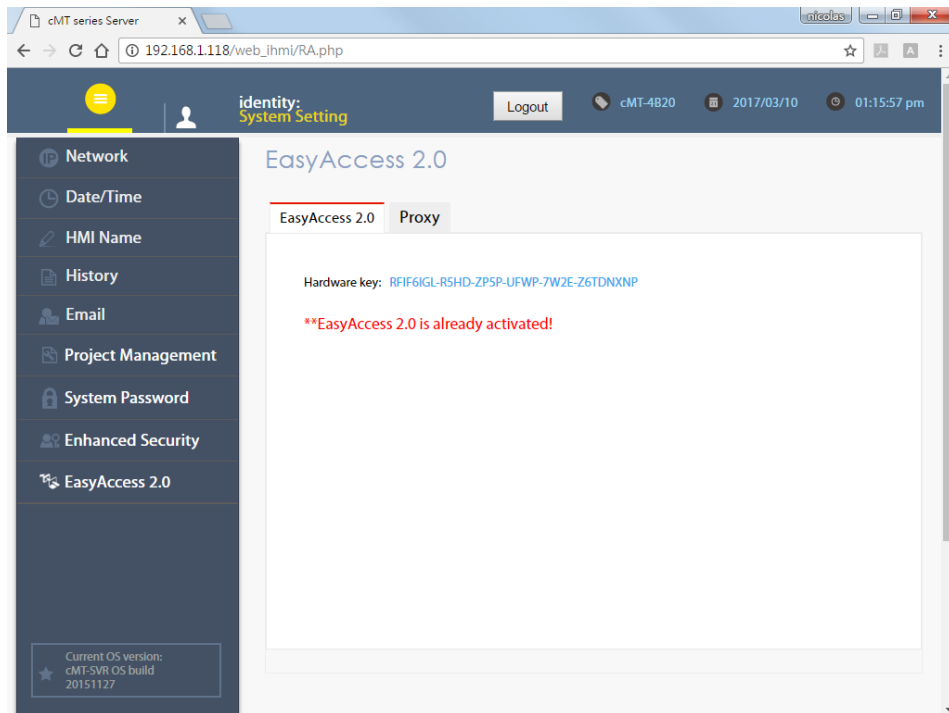 cMT series Server
nicolas
192.168.1.118/web_ihmi/RA.php
identity:
System Setting
Logout
cMT-4B20
2017/03/10
01:15:57 pm
Network
Date/Time
HMI Name
History
Email
Project Management
System Password
Enhanced Security
EasyAccess 2.0
Current OS version:
cMT-SVR OS build
20151127
EasyAccess 2.0
EasyAccess 2.0 Proxy
Hardware key: RFIF6IGL-R5HD-ZP5P-UFWP-7W2E-Z6TDNXNP
**EasyAccess 2.0 is already activated!